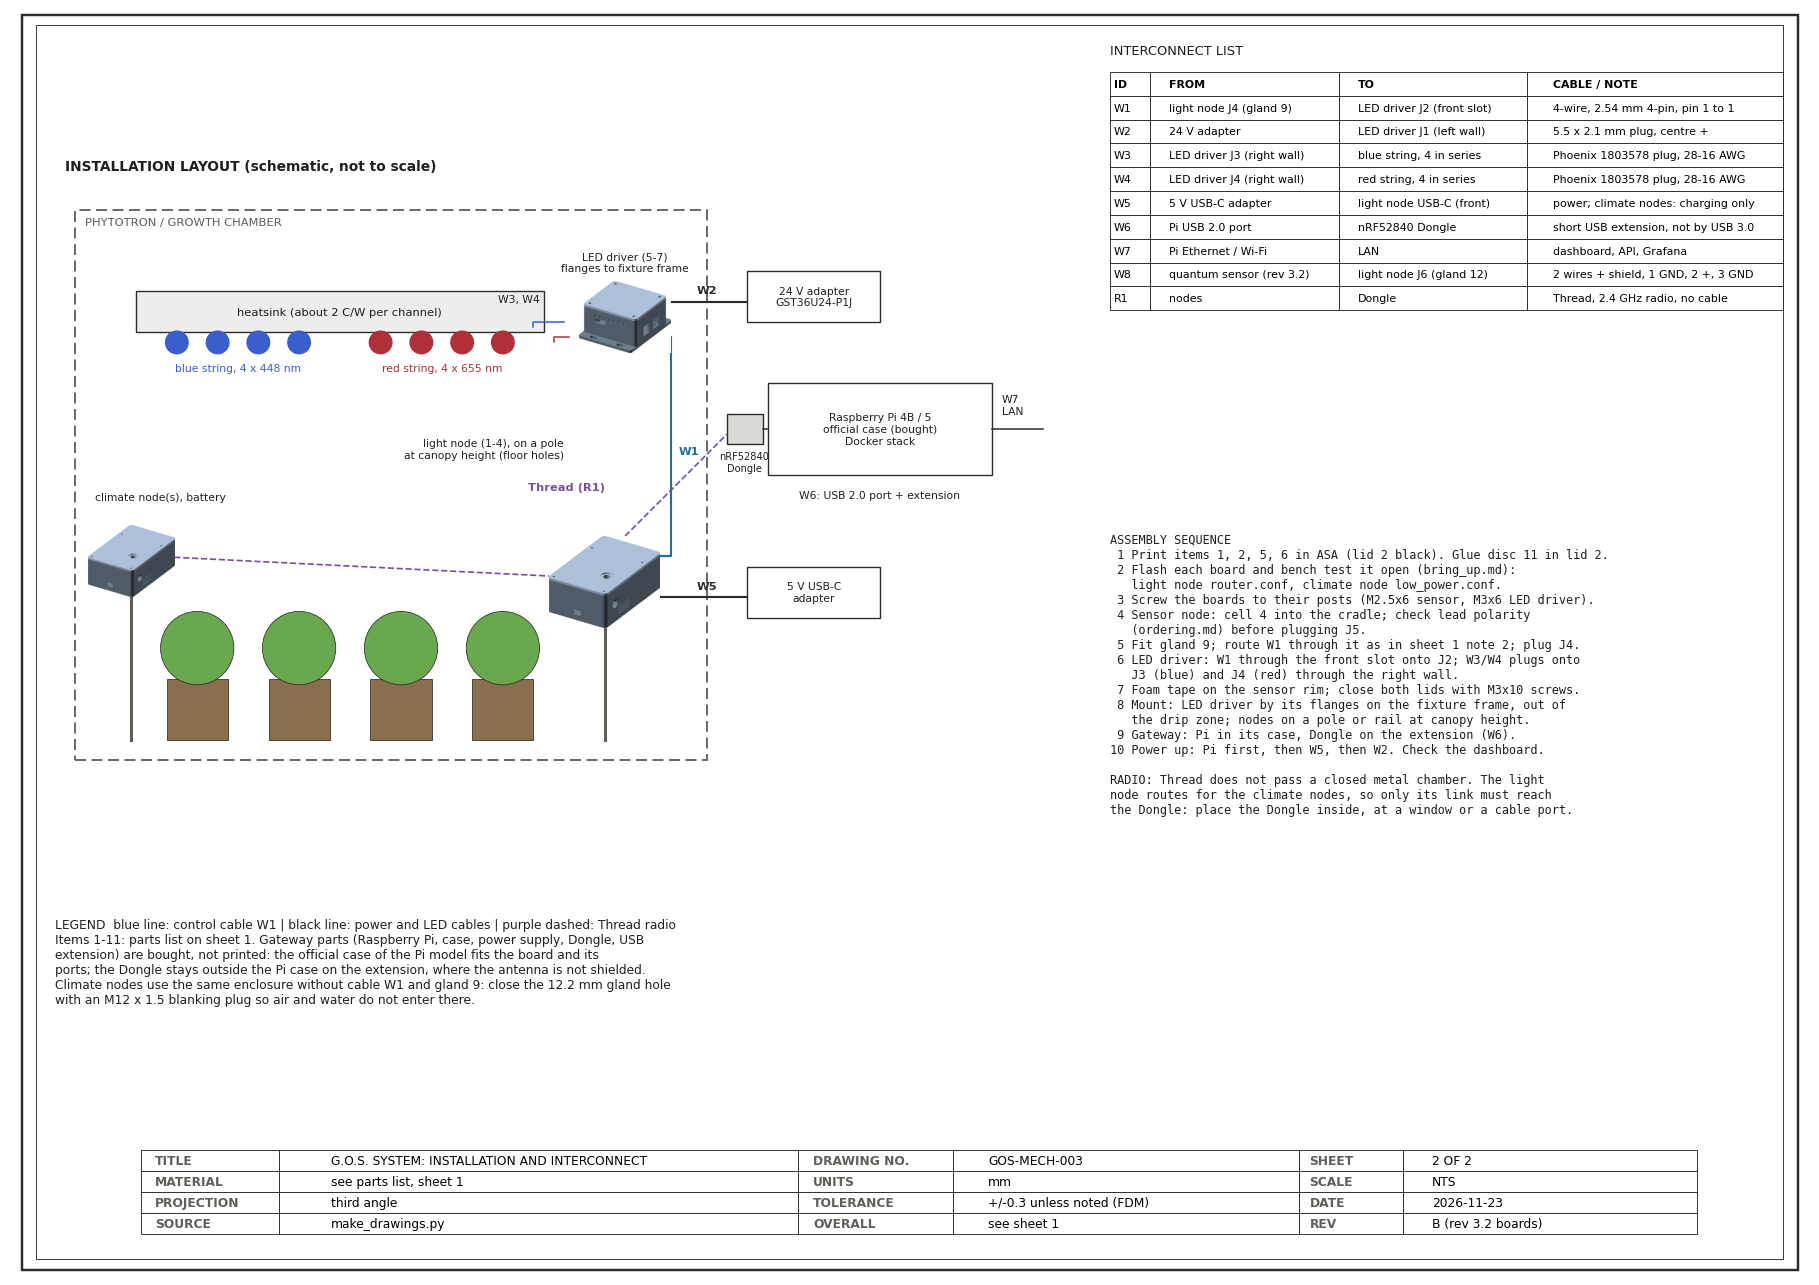 INTERCONNECT LIST
ID FROM TO CABLE / NOTE
W1 light node J4 (gland 9) LED driver J2 (front slot) 4-wire, 2.54 mm 4-pin, pin 1 to 1
W2 24 V adapter LED driver J1 (left wall) 5.5 x 2.1 mm plug, centre +
W3 LED driver J3 (right wall) blue string, 4 in series Phoenix 1803578 plug, 28-16 AWG
W4 LED driver J4 (right wall) red string, 4 in series Phoenix 1803578 plug, 28-16 AWG
W5 5 V USB-C adapter light node USB-C (front) power; climate nodes: charging only
W6 Pi USB 2.0 port nRF52840 Dongle short USB extension, not by USB 3.0
W7 Pi Ethernet / Wi-Fi LAN dashboard, API, Grafana
W8 quantum sensor (rev 3.2) light node J6 (gland 12) 2 wires + shield, 1 GND, 2 +, 3 GND
R1 nodes Dongle Thread, 2.4 GHz radio, no cable
INSTALLATION LAYOUT (schematic, not to scale)
PHYTOTRON / GROWTH CHAMBER
LED driver (5-7)
flanges to fixture frame
W2
24 V adapter
GST36U24-P1J
W3, W4
heatsink (about 2 C/W per channel)
blue string, 4 x 448 nm
red string, 4 x 655 nm
W7
LAN
Raspberry Pi 4B / 5
official case (bought)
Docker stack
light node (1-4), on a pole
at canopy height (floor holes)
W1
nRF52840
Dongle
Thread (R1)
W6: USB 2.0 port + extension
climate node(s), battery
W5
5 V USB-C
adapter
ASSEMBLY SEQUENCE
1 Print items 1, 2, 5, 6 in ASA (lid 2 black). Glue disc 11 in lid 2.
2 Flash each board and bench test it open (bring_up.md):
light node router.conf, climate node low_power.conf.
3 Screw the boards to their posts (M2.5x6 sensor, M3x6 LED driver).
4 Sensor node: cell 4 into the cradle; check lead polarity
(ordering.md) before plugging J5.
5 Fit gland 9; route W1 through it as in sheet 1 note 2; plug J4.
6 LED driver: W1 through the front slot onto J2; W3/W4 plugs onto
J3 (blue) and J4 (red) through the right wall.
7 Foam tape on the sensor rim; close both lids with M3x10 screws.
8 Mount: LED driver by its flanges on the fixture frame, out of
the drip zone; nodes on a pole or rail at canopy height.
9 Gateway: Pi in its case, Dongle on the extension (W6).
10 Power up: Pi first, then W5, then W2. Check the dashboard.
RADIO: Thread does not pass a closed metal chamber. The light
node routes for the climate nodes, so only its link must reach
the Dongle: place the Dongle inside, at a window or a cable port.
LEGEND blue line: control cable W1 | black line: power and LED cables | purple dashed: Thread radio
Items 1-11: parts list on sheet 1. Gateway parts (Raspberry Pi, case, power supply, Dongle, USB
extension) are bought, not printed: the official case of the Pi model fits the board and its
ports; the Dongle stays outside the Pi case on the extension, where the antenna is not shielded.
Climate nodes use the same enclosure without cable W1 and gland 9: close the 12.2 mm gland hole
with an M12 x 1.5 blanking plug so air and water do not enter there.
TITLE G.O.S. SYSTEM: INSTALLATION AND INTERCONNECT DRAWING NO. GOS-MECH-003 SHEET 2 OF 2
MATERIAL see parts list, sheet 1 UNITS mm SCALE NTS
PROJECTION third angle TOLERANCE +/-0.3 unless noted (FDM) DATE 2026-11-23
SOURCE make_drawings.py OVERALL see sheet 1 REV B (rev 3.2 boards)